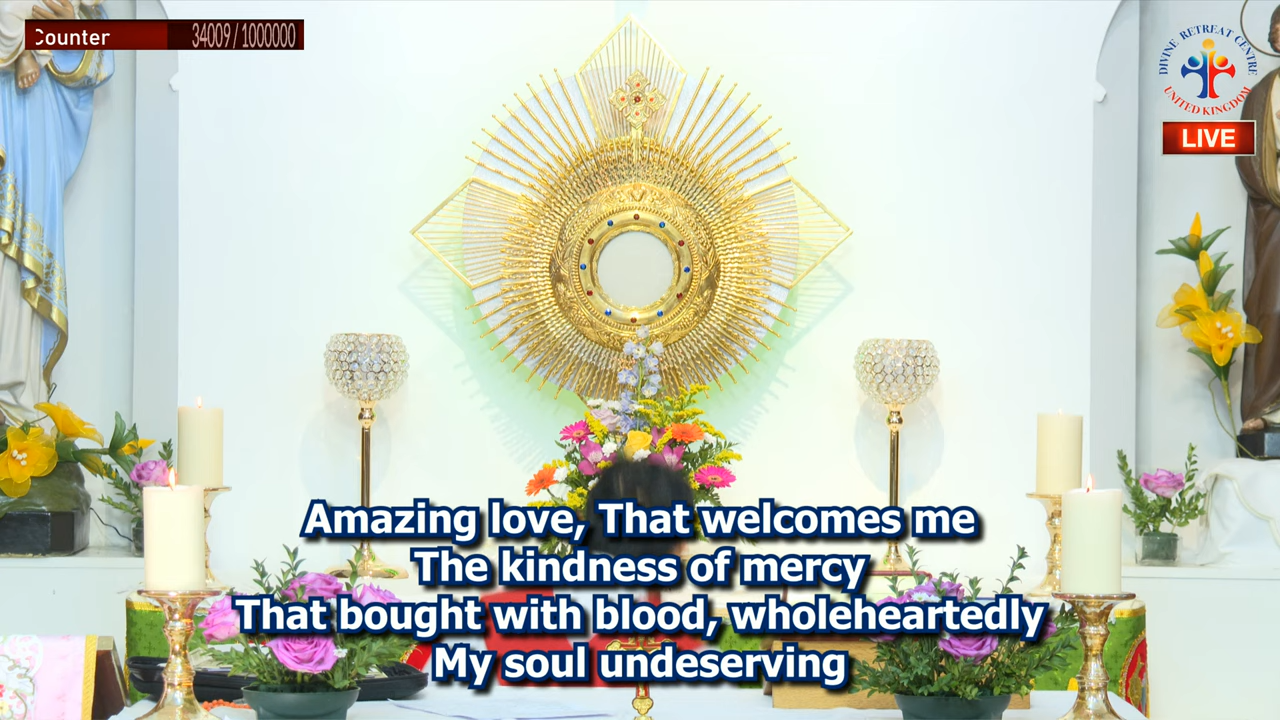 Counter 34009/1000000
DIVINE RETREAT CENTRE
UNITED KINGDOM
LIVE
Amazing love, That welcomes me
The kindness of mercy
That bought with blood, wholeheartedly
My soul undeserving